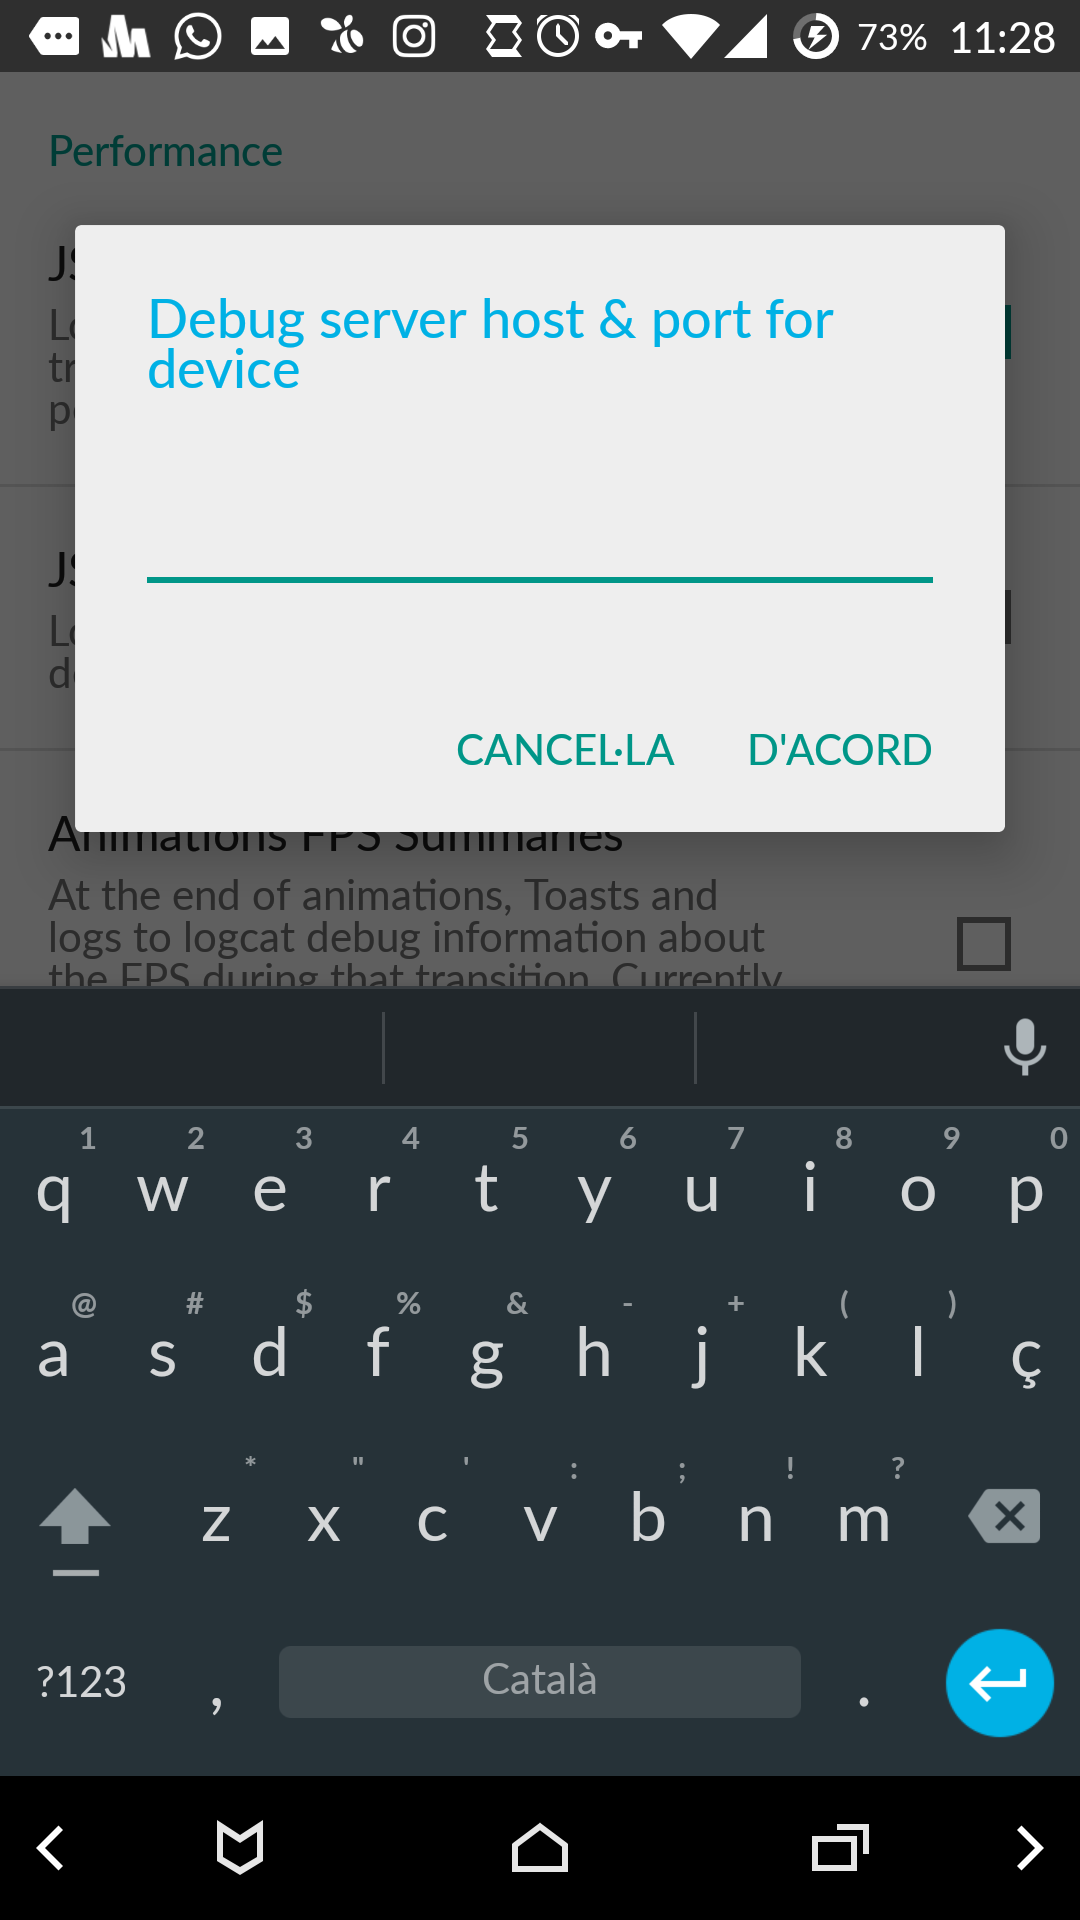 73% 11:28
Performance
JS
Lo
tr
Debug server host & port for
device
JS
Lo
de
CANCEL·LA D'ACORD
Animations FPS Summaries
At the end of animations, Toasts and
logs to logcat debug information about
the FPS during that transition. Currently
1 2 3 4 5 6 7 8 9 0
q w e r t y u i o p
@ # $ % & - + ( )
a s d f g h j k l ç
* " ' : ; ! ?
z x c v b n m
?123 , Català .